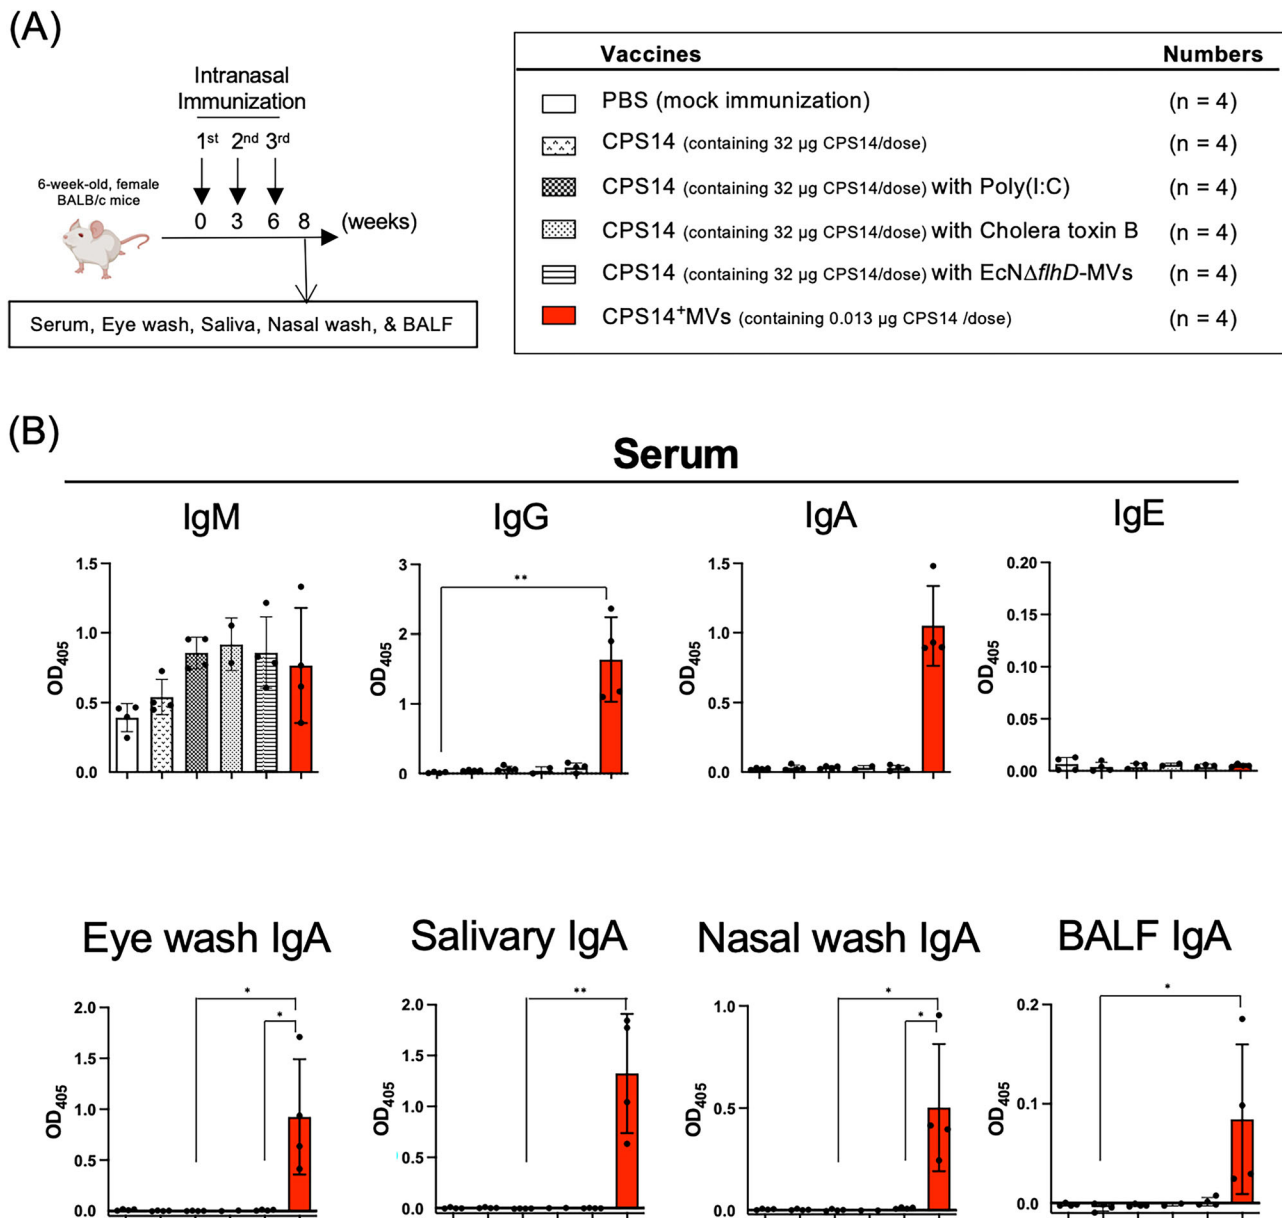 (A)
Intranasal
Immunization
1st 2nd 3rd
6-week-old, female
BALB/c mice
0 3 6 8 (weeks)
Serum, Eye wash, Saliva, Nasal wash, & BALF
Vaccines Numbers
PBS (mock immunization) (n = 4)
CPS14 (containing 32 µg CPS14/dose) (n = 4)
CPS14 (containing 32 µg CPS14/dose) with Poly(I:C) (n = 4)
CPS14 (containing 32 µg CPS14/dose) with Cholera toxin B (n = 4)
CPS14 (containing 32 µg CPS14/dose) with EcNΔflhD-MVs (n = 4)
CPS14+MVs (containing 0.013 µg CPS14 /dose) (n = 4)
(B)
Serum
IgM
OD405
1.5
1.0
0.5
0.0
IgG
OD405
3
2
1
0
**
IgA
OD405
1.5
1.0
0.5
0.0
IgE
OD405
0.20
0.15
0.10
0.05
0.00
Eye wash IgA
OD405
2.0
1.5
1.0
0.5
0.0
*
*
Salivary IgA
OD405
2.0
1.5
1.0
0.5
0.0
**
Nasal wash IgA
OD405
1.0
0.5
0.0
*
*
BALF IgA
OD405
0.2
0.1
0.0
*